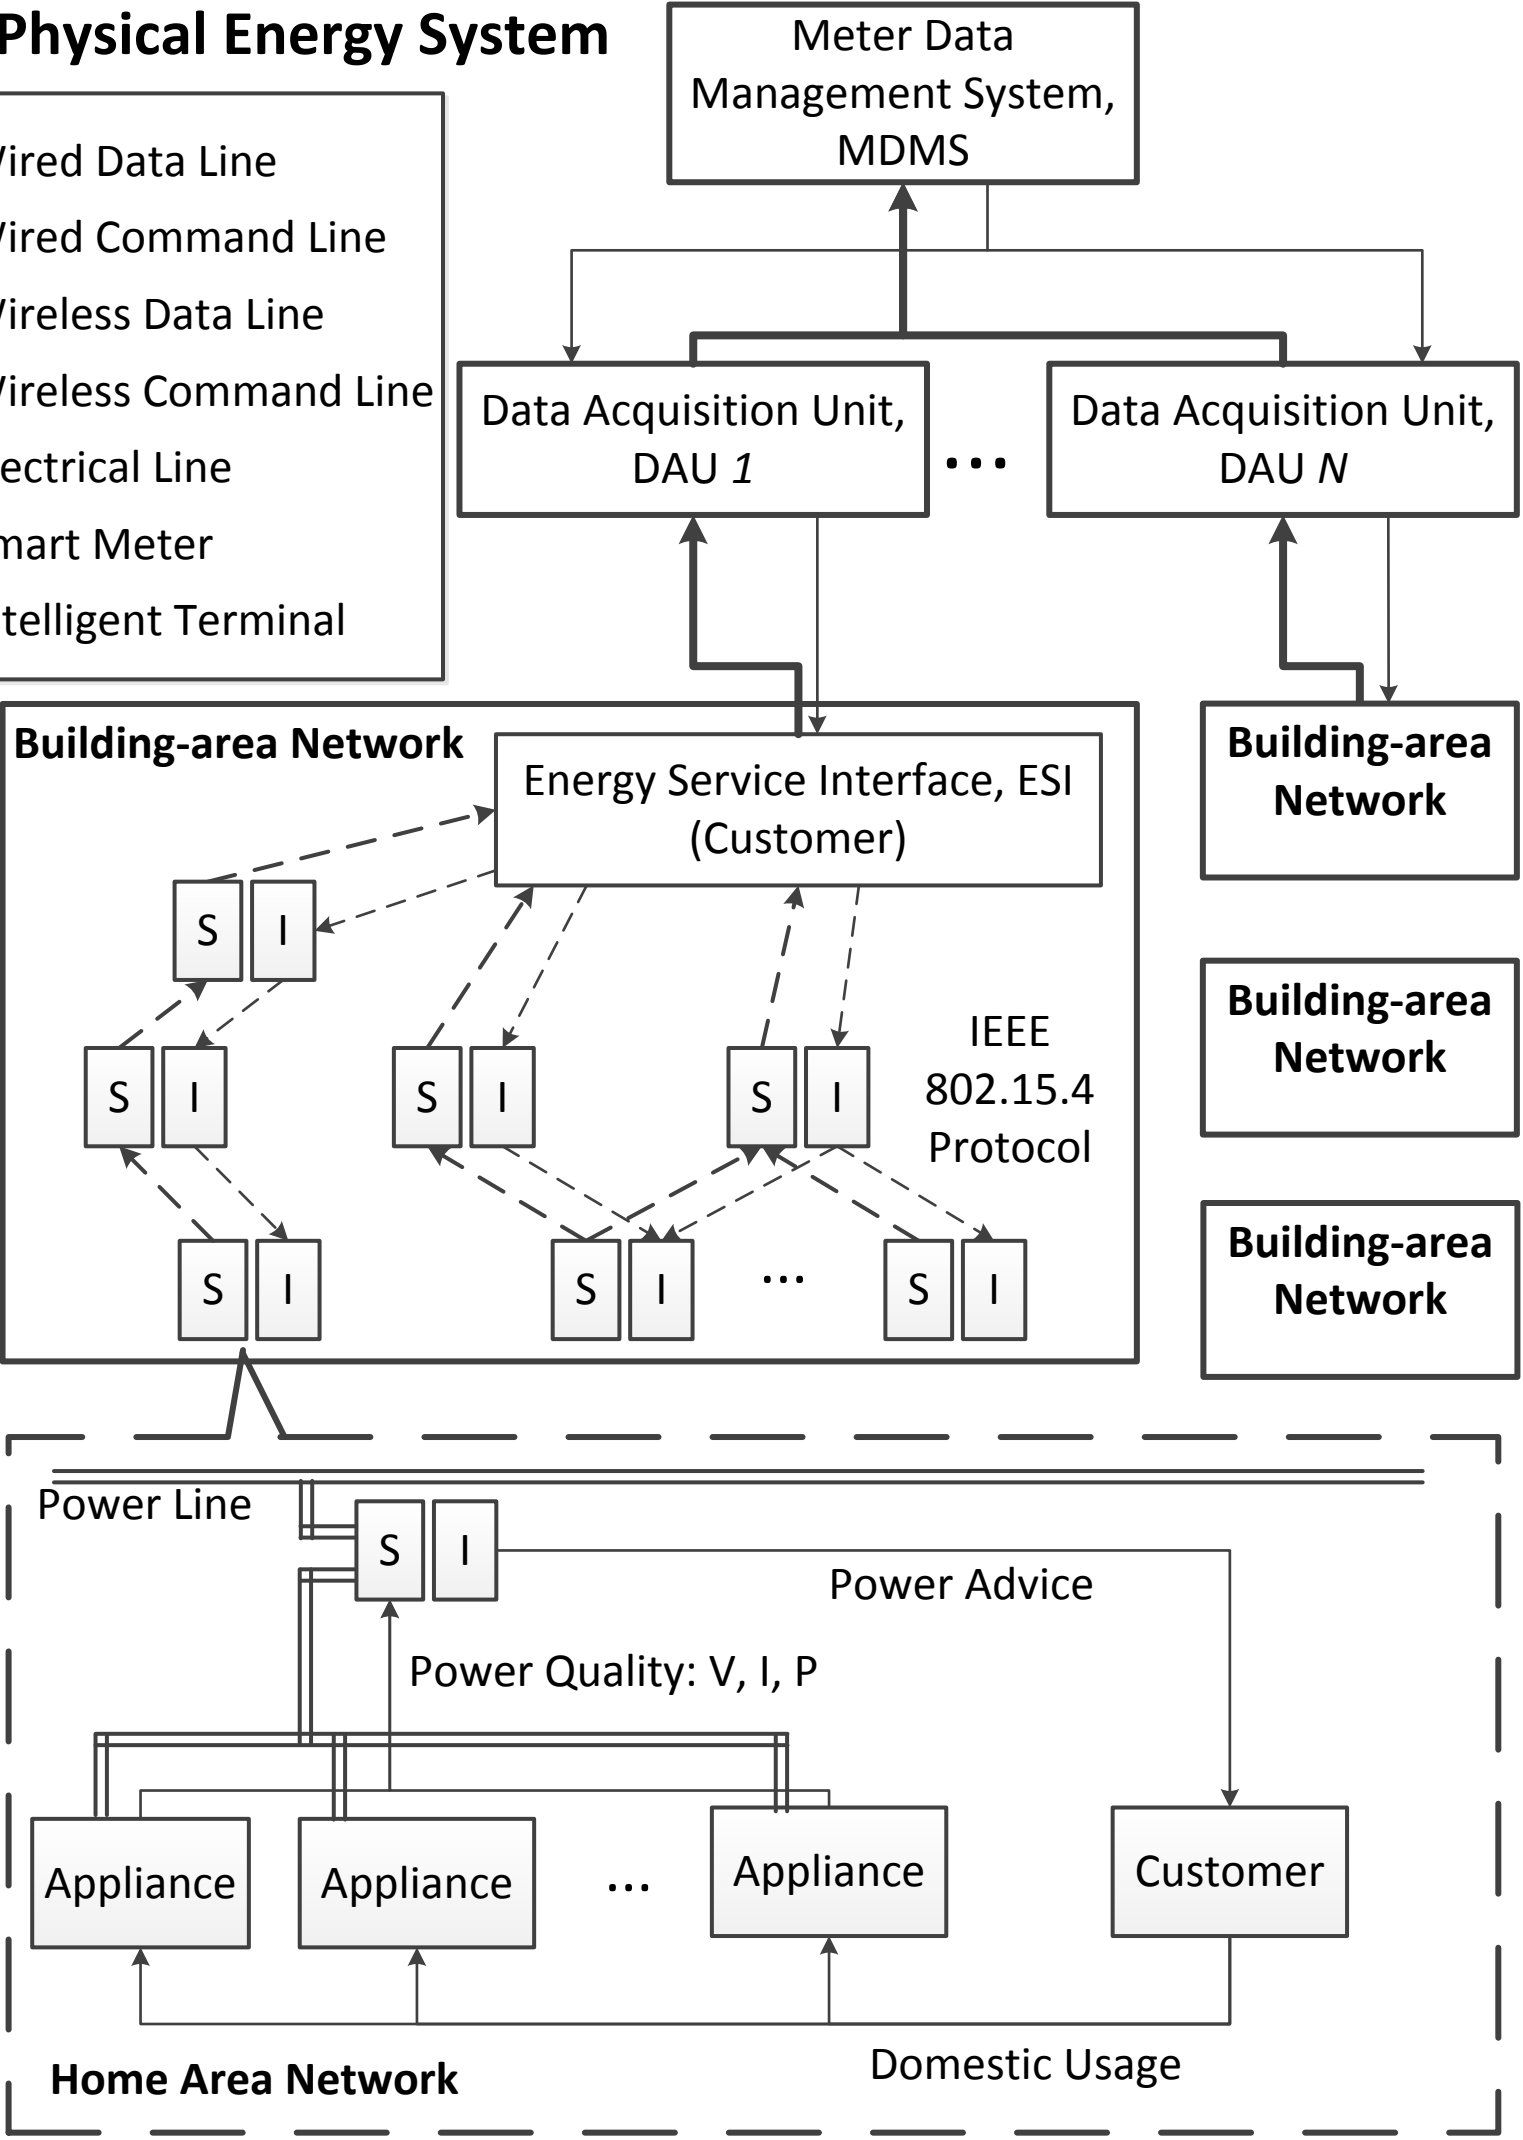 Physical Energy System
Meter Data
Management System,
MDMS
ired Data Line
ired Command Line
ireless Data Line
ireless Command Line
ectrical Line
mart Meter
telligent Terminal
Data Acquisition Unit,
DAU 1
...
Data Acquisition Unit,
DAU N
Building-area Network
Energy Service Interface, ESI
(Customer)
Building-area
Network
S I
IEEE
802.15.4
Protocol
S I
S I
S I
Building-area
Network
S I
S I
...
S I
Building-area
Network
Power Line
S I
Power Advice
Power Quality: V, I, P
Appliance
Appliance
...
Appliance
Customer
Domestic Usage
Home Area Network